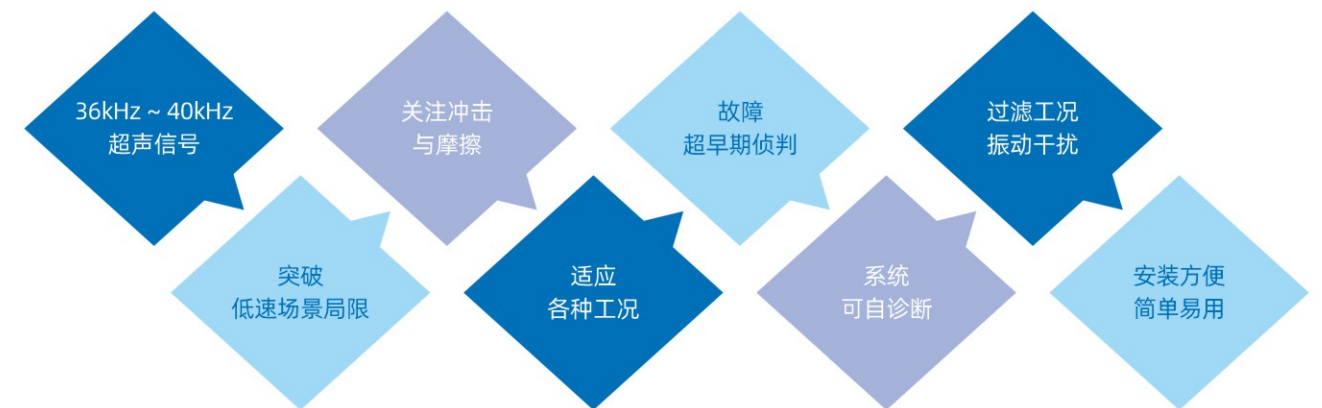 36kHz ~ 40kHz
超声信号
突破
低速场景局限
关注冲击
与摩擦
适应
各种工况
故障
超早期侦判
系统
可自诊断
过滤工况
振动干扰
安装方便
简单易用